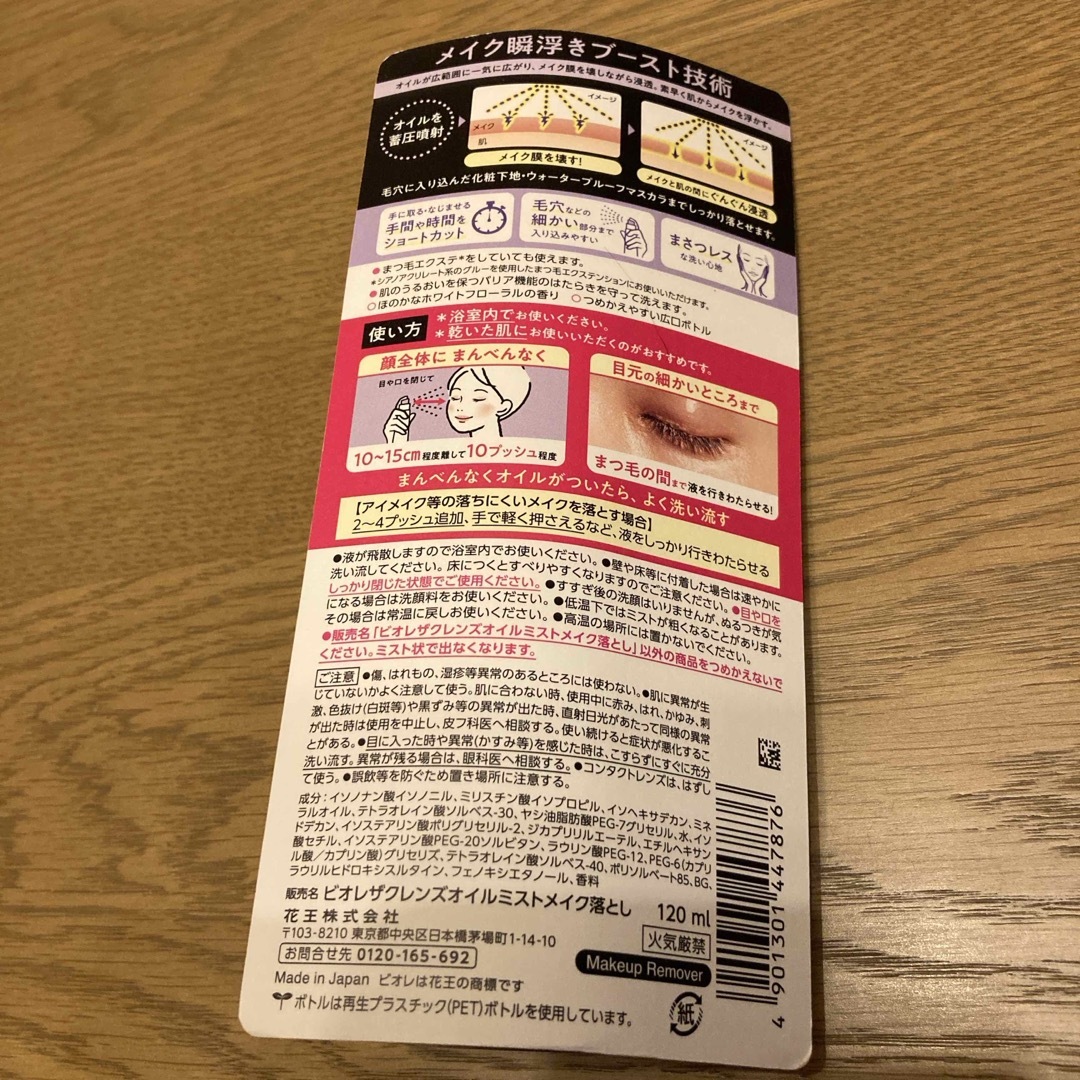 メイク瞬浮きブースト技術
オイルが広範囲に一気に広がり、メイク膜を壊しながら浸透。素早く肌からメイクを浮かす。
オイルを
蓄圧噴射
イメージ
メイク
肌
メイク膜を壊す!
イメージ
メイクと肌の間にぐんぐん浸透
毛穴に入り込んだ化粧下地・ウォータープルーフマスカラまでしっかり落とせます。
手に取る・なじませる
手間や時間を
ショートカット
毛穴などの
細かい部分まで
入り込みやすい
まさつレス
な洗い心地
●まつ毛エクステ*をしていても使えます。
*シアノアクリレート系のグルーを使用したまつ毛エクステンションにお使いいただけます。
●肌のうるおいを保つバリア機能のはたらきを守って洗えます。
○ほのかなホワイトフローラルの香り ○つめかえやすい広口ボトル
使い方
*浴室内でお使いください。
*乾いた肌にお使いいただくのがおすすめです。
顔全体に まんべんなく
目や口を閉じて
10~15cm程度離して10プッシュ程度
目元の細かいところまで
まつ毛の間まで液を行きわたらせる!
まんべんなくオイルがついたら、よく洗い流す
【アイメイク等の落ちにくいメイクを落とす場合】
2~4プッシュ追加、手で軽く押さえるなど、液をしっかり行きわたらせる
●液が飛散しますので浴室内でお使いください。●壁や床等に付着した場合は速やかに
洗い流してください。床につくとすべりやすくなりますのでご注意ください。●目や口を
しっかり閉じた状態でご使用ください。●すすぎ後の洗顔はいりませんが、ぬるつきが気
になる場合は洗顔料をお使いください。●低温下ではミストが粗くなることがあります。
その場合は常温に戻しお使いください。●高温の場所には置かないでください。
●販売名「ビオレザクレンズオイルミストメイク落とし」以外の商品をつめかえないで
ください。ミスト状で出なくなります。
ご注意 ●傷、はれもの、湿疹等異常のあるところには使わない。●肌に異常が生
じていないかよく注意して使う。肌に合わない時、使用中に赤み、はれ、かゆみ、刺
激、色抜け(白斑等)や黒ずみ等の異常が出た時、直射日光があたって同様の異常
が出た時は使用を中止し、皮フ科医へ相談する。使い続けると症状が悪化するこ
とがある。●目に入った時や異常(かすみ等)を感じた時は、こすらずにすぐに充分
洗い流す。異常が残る場合は、眼科医へ相談する。●コンタクトレンズは、はずし
て使う。●誤飲等を防ぐため置き場所に注意する。
成分:イソノナン酸イソノニル、ミリスチン酸イソプロピル、イソヘキサデカン、ミネ
ラルオイル、テトラオレイン酸ソルベス-30、ヤシ油脂肪酸PEG-7グリセリル、水、イソ
ドデカン、イソステアリン酸ポリグリセリル-2、ジカプリリルエーテル、エチルヘキサン
酸セチル、イソステアリン酸PEG-20ソルビタン、ラウリン酸PEG-12、PEG-6(カプリ
ル酸/カプリン酸)グリセリズ、テトラオレイン酸ソルベス-40、ポリソルベート85、BG、
ラウリルヒドロキシスルタイン、フェノキシエタノール、香料
販売名 ビオレザクレンズオイルミストメイク落とし 120 ml
花王株式会社
〒103-8210 東京都中央区日本橋茅場町1-14-10
火気厳禁
お問合せ先 0120-165-692
Makeup Remover
Made in Japan ビオレは花王の商標です
ボトルは再生プラスチック(PET)ボトルを使用しています。
紙
4 901301 447876